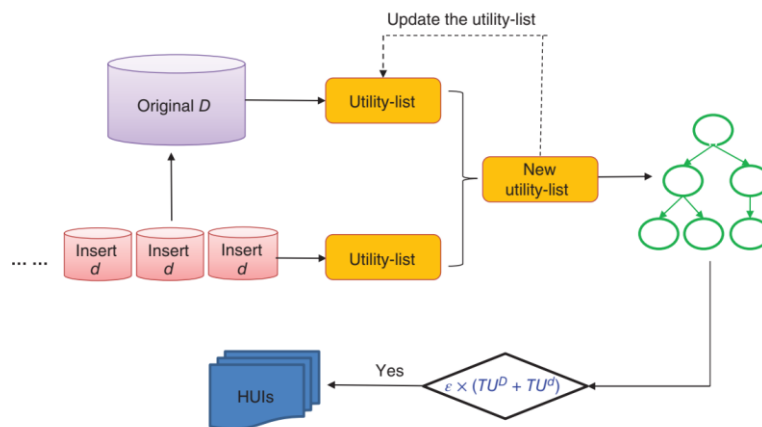 Update the utility-list
Original D
Utility-list
New
utility-list
Insert
d
Insert
d
Insert
d
... ...
Utility-list
Yes
ε × (TU^D + TU^d)
HUIs